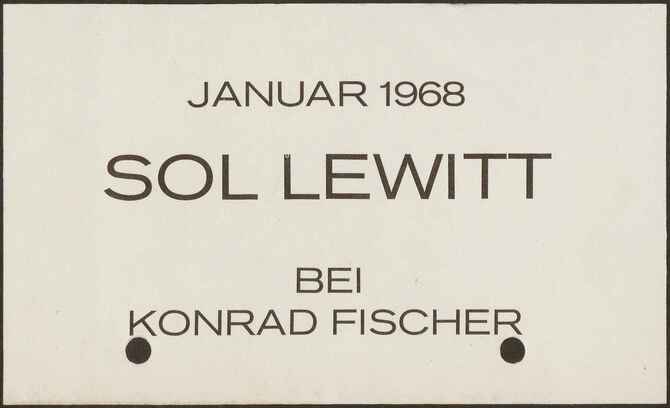 JANUAR 1968
SOL LEWITT
BEI
KONRAD FISCHER